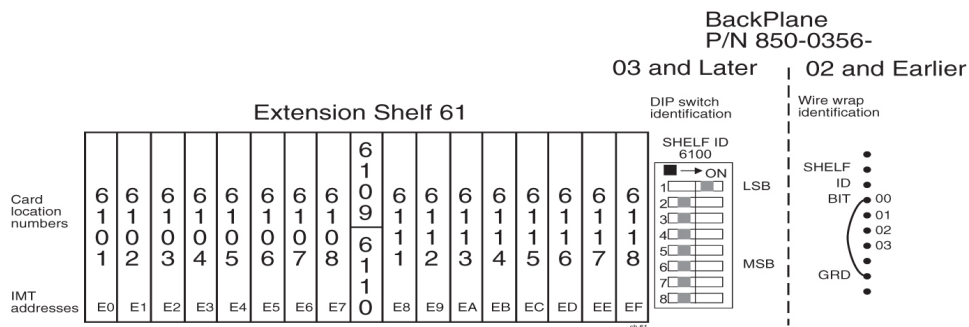 BackPlane
P/N 850-0356-
03 and Later
02 and Earlier
Extension Shelf 61
DIP switch
identification
Wire wrap
identification
SHELF ID
6100
ON
1
2
3
4
5
6
7
8
LSB
MSB
SHELF
ID
BIT
00
01
02
03
GRD
Card
location
numbers
6101
6102
6103
6104
6105
6106
6107
6108
6109
6110
6111
6112
6113
6114
6115
6116
6117
6118
IMT
addresses
E0
E1
E2
E3
E4
E5
E6
E7
E8
E9
EA
EB
EC
ED
EE
EF